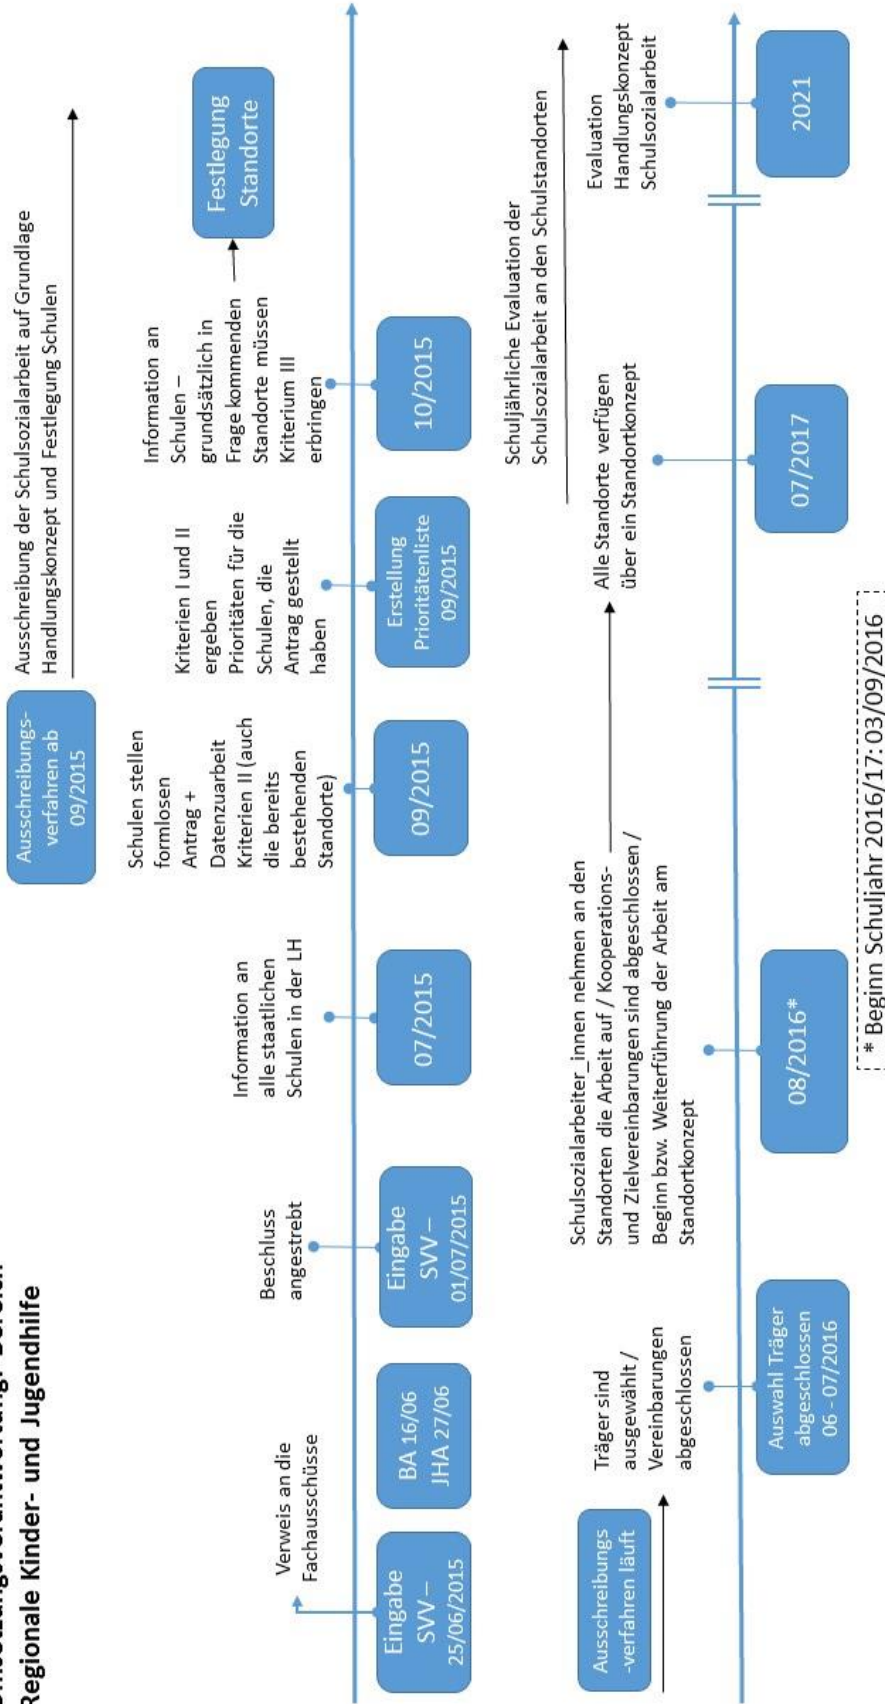 Regionale Kinder- und Jugendhilfe
Ausschreibungs-
verfahren ab
09/2015
Ausschreibung der Schulsozialarbeit auf Grundlage
Handlungskonzept und Festlegung Schulen
Verweis an die
Fachausschüsse
Eingabe
SVV –
25/06/2015
BA 16/06
JHA 27/06
Beschluss
angestrebt
Eingabe
SVV –
01/07/2015
Information an
alle staatlichen
Schulen in der LH
07/2015
Schulen stellen
formlosen
Antrag +
Datenzuarbeit
Kriterien II (auch
die bereits
bestehenden
Standorte)
09/2015
Kriterien I und II
ergeben
Prioritäten für die
Schulen, die
Antrag gestellt
haben
Erstellung
Prioritätenliste
09/2015
Information an
Schulen –
grundsätzlich in
Frage kommenden
Standorte müssen
Kriterium III
erbringen
10/2015
Festlegung
Standorte
Ausschreibungs
-verfahren läuft
Träger sind
ausgewählt /
Vereinbarungen
abgeschlossen
Auswahl Träger
abgeschlossen
06 - 07/2016
Schulsozialarbeiter_innen nehmen an den
Standorten die Arbeit auf / Kooperations-
und Zielvereinbarungen sind abgeschlossen /
Beginn bzw. Weiterführung der Arbeit am
Standortkonzept
08/2016*
Alle Standorte verfügen
über ein Standortkonzept
07/2017
Schuljährliche Evaluation der
Schulsozialarbeit an den Schulstandorten
Evaluation
Handlungskonzept
Schulsozialarbeit
2021
* Beginn Schuljahr 2016/17: 03/09/2016